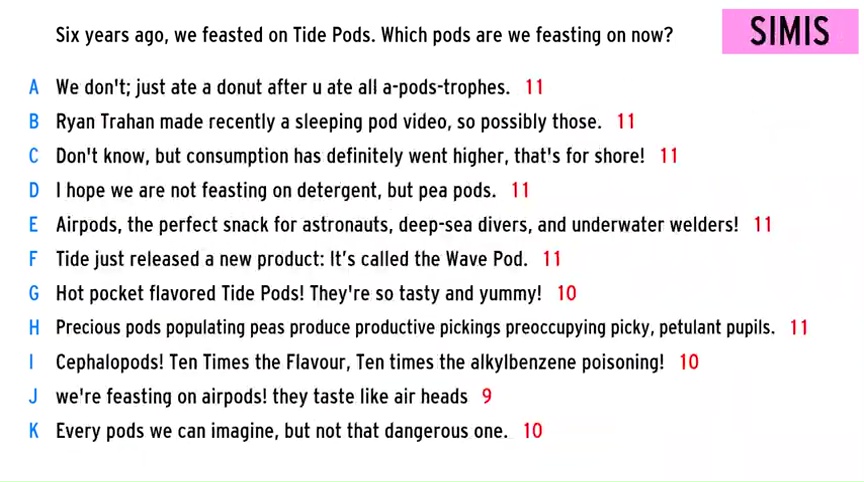 Six years ago, we feasted on Tide Pods. Which pods are we feasting on now?
SIMIS
A We don't; just ate a donut after u ate all a-pods-trophes. 11
B Ryan Trahan made recently a sleeping pod video, so possibly those. 11
C Don't know, but consumption has definitely went higher, that's for shore! 11
D I hope we are not feasting on detergent, but pea pods. 11
E Airpods, the perfect snack for astronauts, deep-sea divers, and underwater welders! 11
F Tide just released a new product: It’s called the Wave Pod. 11
G Hot pocket flavored Tide Pods! They're so tasty and yummy! 10
H Precious pods populating peas produce productive pickings preoccupying picky, petulant pupils. 11
I Cephalopods! Ten Times the Flavour, Ten times the alkylbenzene poisoning! 10
J we're feasting on airpods! they taste like air heads 9
K Every pods we can imagine, but not that dangerous one. 10